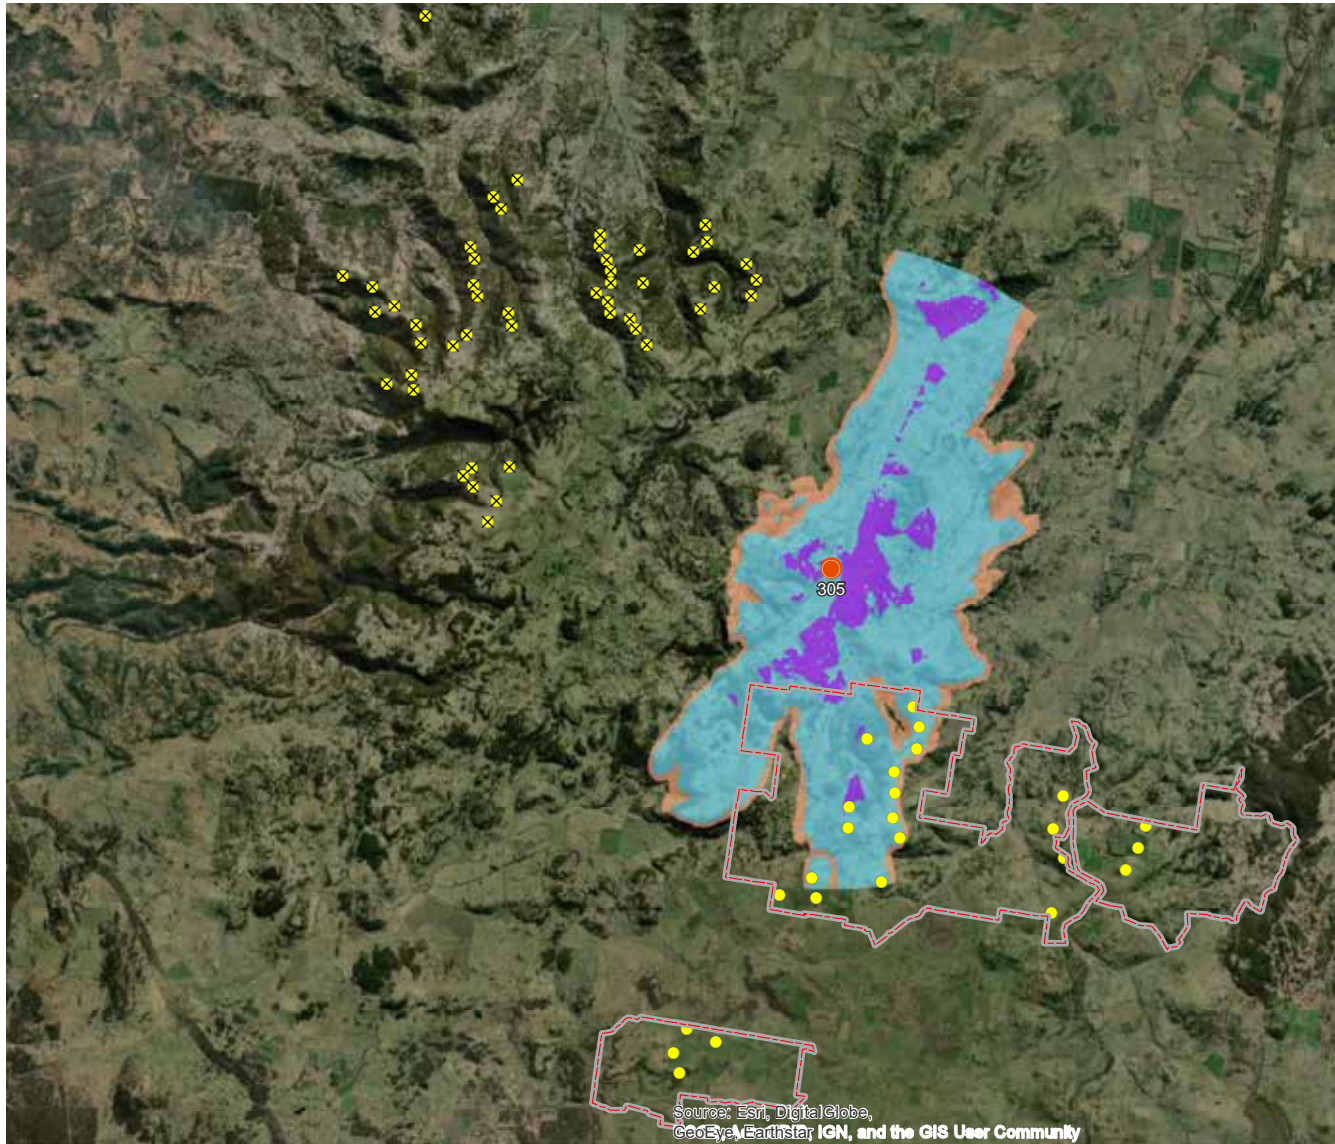 305
Source: Esri, DigitalGlobe,
GeoEye, Earthstar IGN, and the GIS User Community